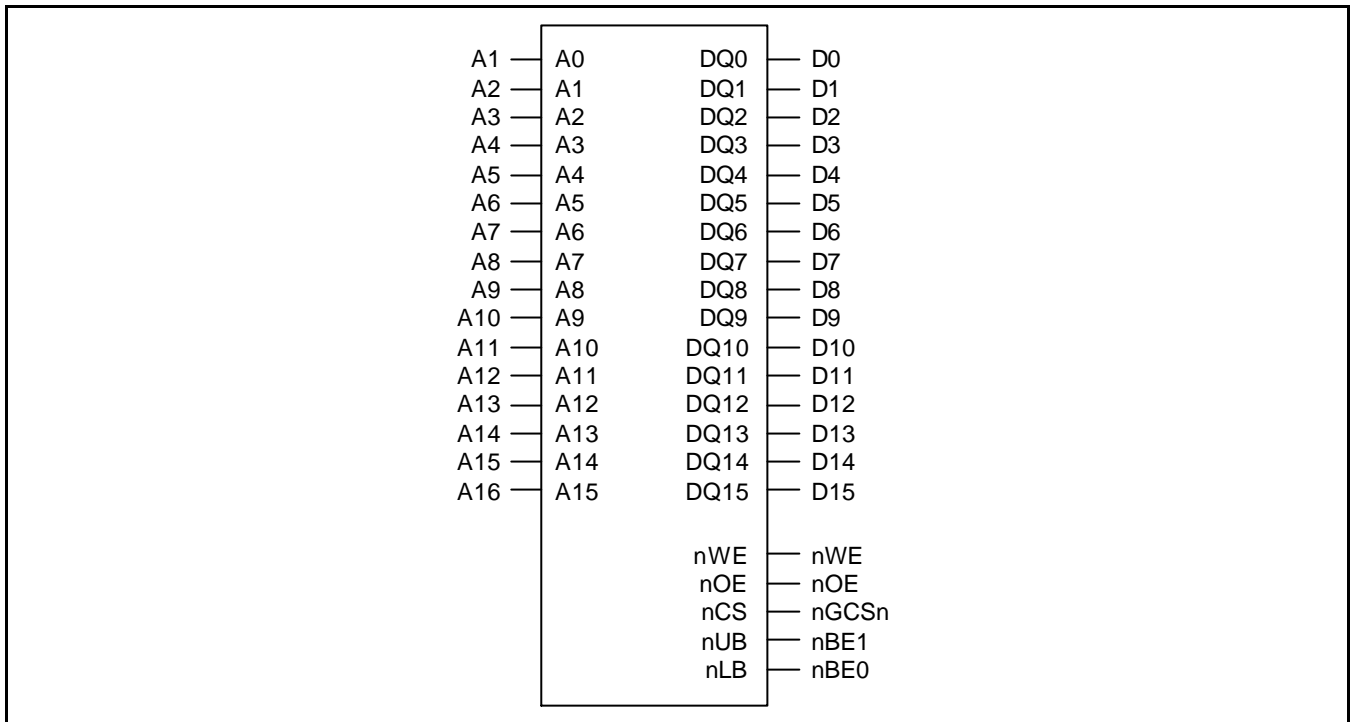 A1 A0 DQ0 D0
A2 A1 DQ1 D1
A3 A2 DQ2 D2
A4 A3 DQ3 D3
A5 A4 DQ4 D4
A6 A5 DQ5 D5
A7 A6 DQ6 D6
A8 A7 DQ7 D7
A9 A8 DQ8 D8
A10 A9 DQ9 D9
A11 A10 DQ10 D10
A12 A11 DQ11 D11
A13 A12 DQ12 D12
A14 A13 DQ13 D13
A15 A14 DQ14 D14
A16 A15 DQ15 D15
nWE nWE
nOE nOE
nCS nGCSn
nUB nBE1
nLB nBE0